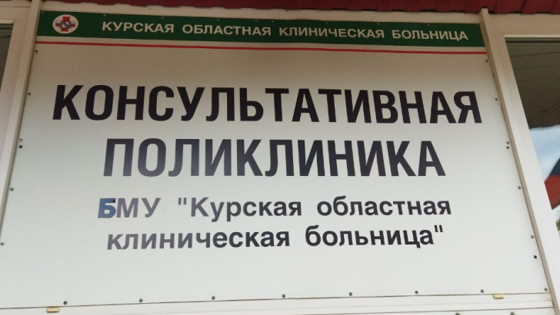 КУРСКАЯ ОБЛАСТНАЯ КЛИНИЧЕСКАЯ БОЛЬНИЦА
КОНСУЛЬТАТИВНАЯ
ПОЛИКЛИНИКА
БМУ "Курская областная
клиническая больница"